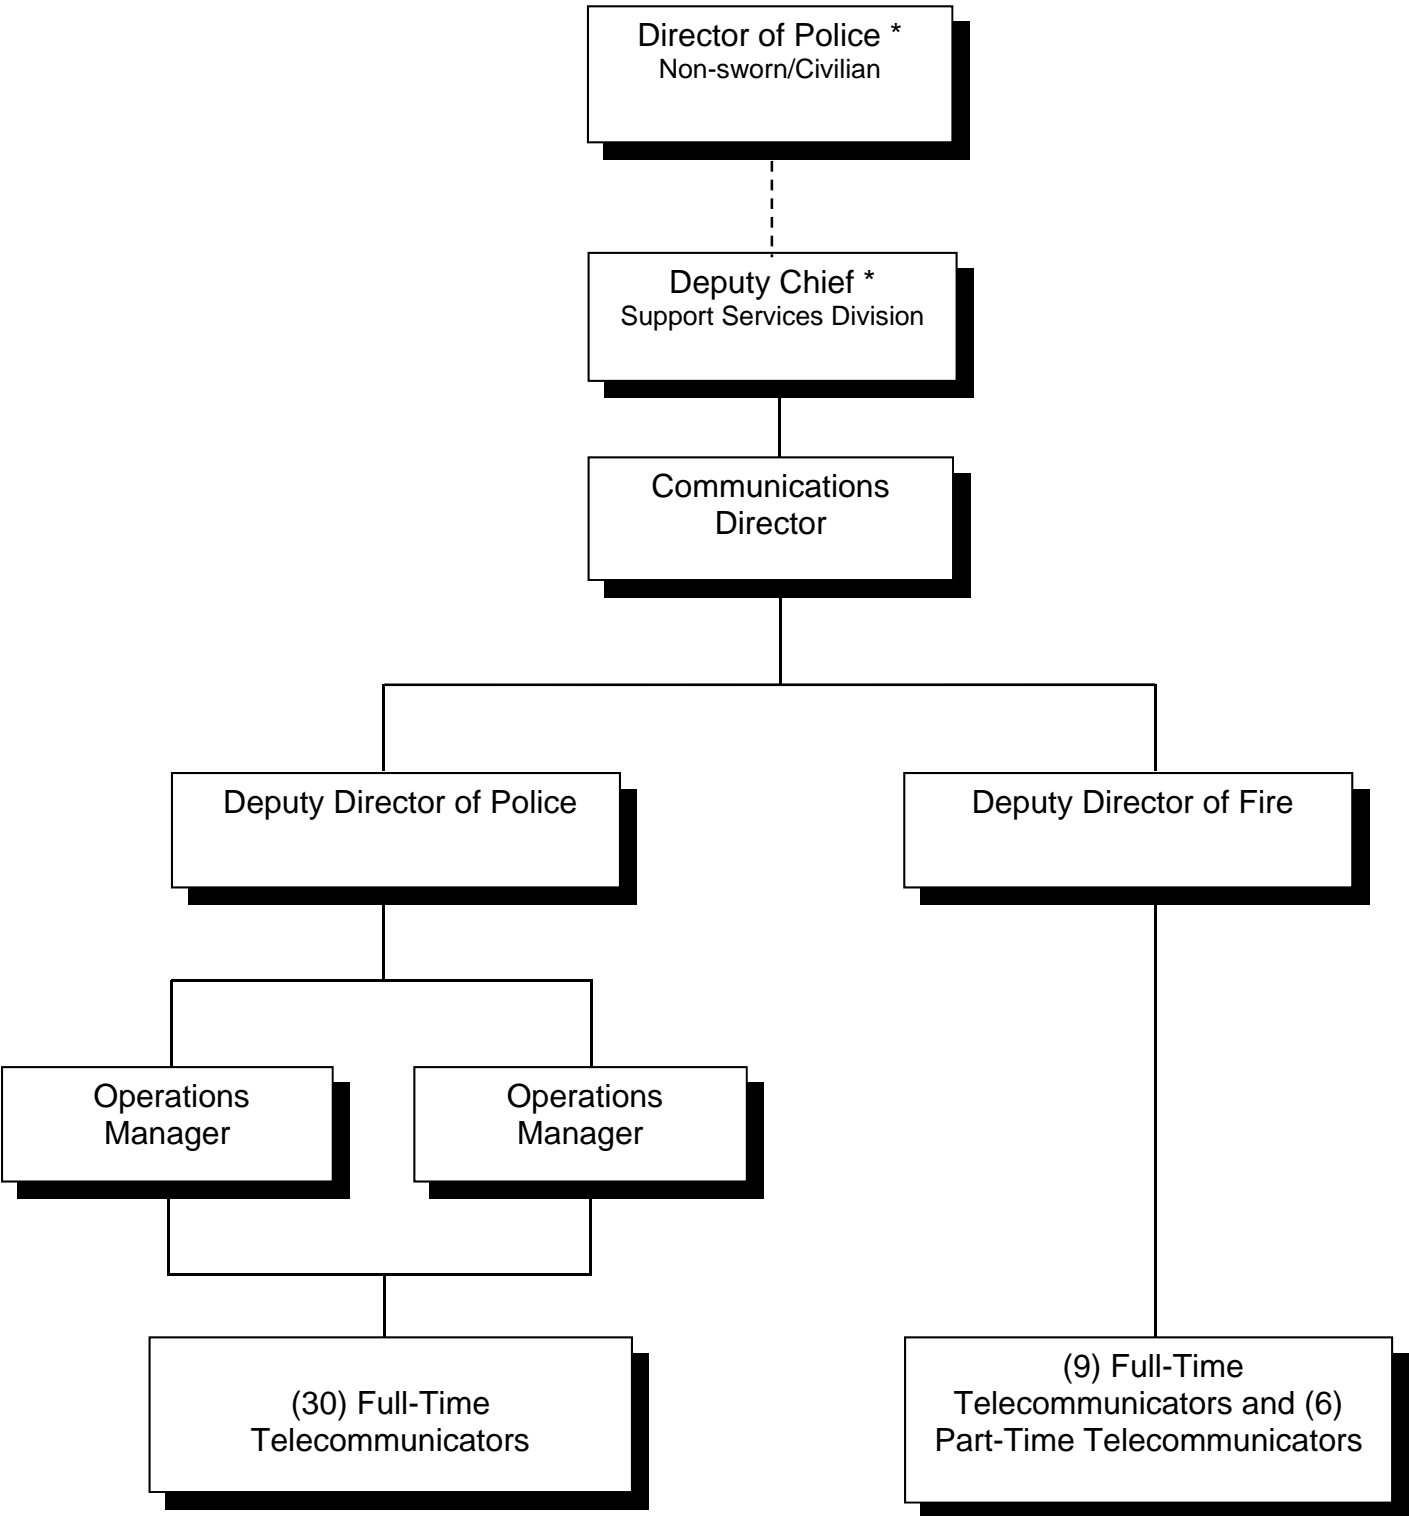 Director of Police *
Non-sworn/Civilian
Deputy Chief *
Support Services Division
Communications
Director
Deputy Director of Police
Deputy Director of Fire
Operations
Manager
Operations
Manager
(30) Full-Time
Telecommunicators
(9) Full-Time
Telecommunicators and (6)
Part-Time Telecommunicators